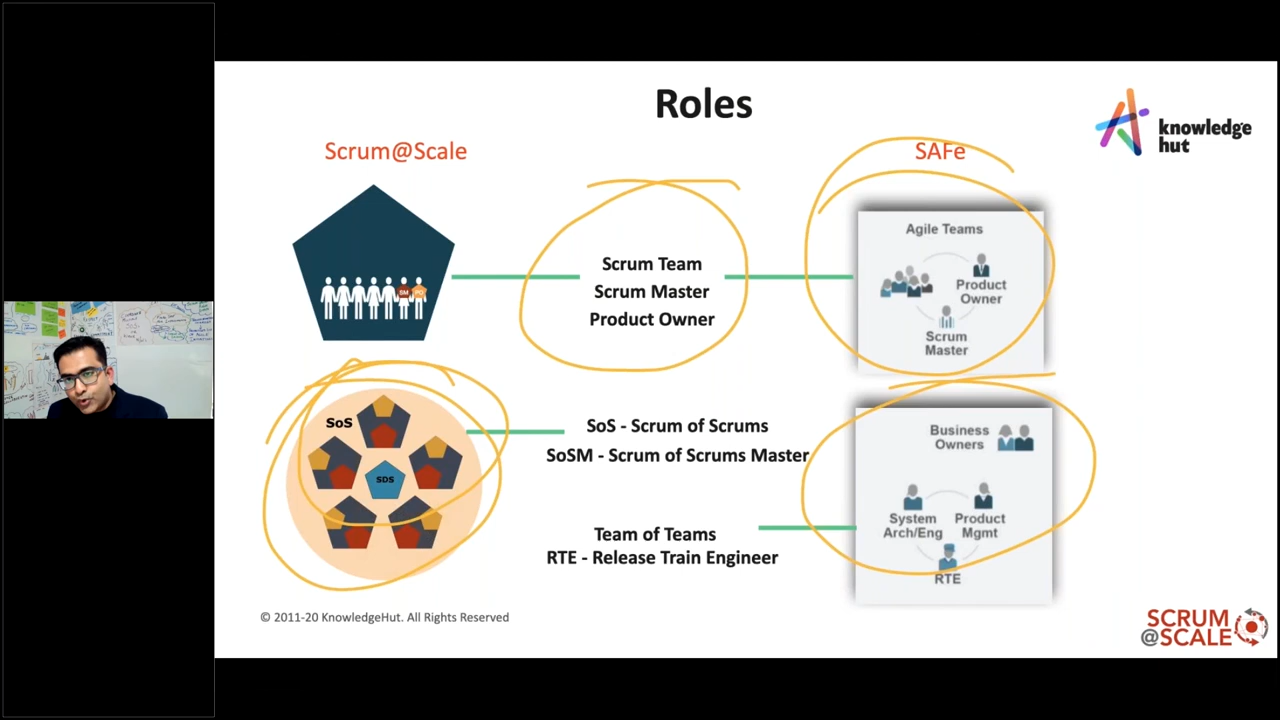 Roles
knowledge
hut
Scrum@Scale
SAFe
SM PO
Scrum Team
Scrum Master
Product Owner
Agile Teams
Product
Owner
Scrum
Master
SoS
SDS
SoS - Scrum of Scrums
SoSM - Scrum of Scrums Master
Team of Teams
RTE - Release Train Engineer
Business
Owners
System
Arch/Eng
Product
Mgmt
RTE
© 2011-20 KnowledgeHut. All Rights Reserved
SCRUM
@SCALE